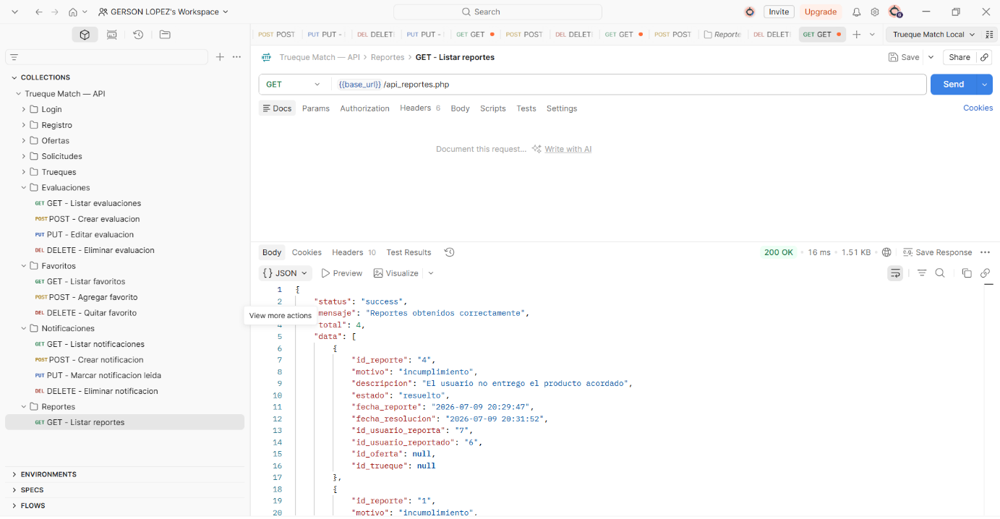 GERSON LOPEZ's Workspace
Search
Invite
Upgrade
POST POST
PUT PUT -
DEL DELET
PUT PUT -
GET GET
POST POST
DEL DELET
GET GET
POST POST
Reporte
DEL DELET
GET GET
Trueque Match Local
Trueque Match — API > Reportes > GET - Listar reportes
Save
Share
GET
{{base_url}} /api_reportes.php
Send
Docs Params Authorization Headers 6 Body Scripts Tests Settings
Cookies
Document this request... Write with AI
COLLECTIONS
Trueque Match — API
Login
Registro
Ofertas
Solicitudes
Trueques
Evaluaciones
GET GET - Listar evaluaciones
POST POST - Crear evaluacion
PUT PUT - Editar evaluacion
DEL DELETE - Eliminar evaluacion
Favoritos
GET GET - Listar favoritos
POST POST - Agregar favorito
DEL DELETE - Quitar favorito
Notificaciones
GET GET - Listar notificaciones
POST POST - Crear notificacion
PUT PUT - Marcar notificacion leida
DEL DELETE - Eliminar notificacion
Reportes
GET GET - Listar reportes
ENVIRONMENTS
SPECS
FLOWS
View more actions
Body Cookies Headers 10 Test Results
200 OK • 16 ms • 1.51 KB
e.g. Save Response
{} JSON
Preview
Visualize
1 {
2 "status": "success",
mensaje": "Reportes obtenidos correctamente",
4 "total": 4,
5 "data": [
6 {
7 "id_reporte": "4",
8 "motivo": "incumplimiento",
9 "descripcion": "El usuario no entrego el producto acordado",
10 "estado": "resuelto",
11 "fecha_reporte": "2026-07-09 20:29:47",
12 "fecha_resolucion": "2026-07-09 20:31:52",
13 "id_usuario_reporta": "7",
14 "id_usuario_reportado": "6",
15 "id_oferta": null,
16 "id_trueque": null
17 },
18 {
19 "id_reporte": "1",
20 "motivo": "incumplimiento",